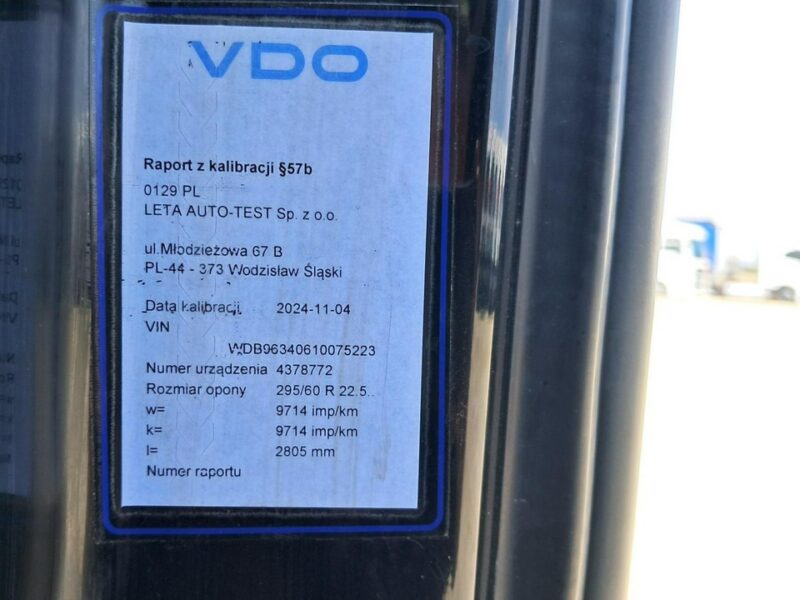 VDO
Raport z kalibracji §57b
0129 PL
LETA AUTO-TEST Sp. z o.o.
ul.Młodzieżowa 67 B
PL-44 - 373 Wodzisław Śląski
Data kalibracji 2024-11-04
VIN
WDB96340610075223
Numer urządzenia 4378772
Rozmiar opony 295/60 R 22.5
w= 9714 imp/km
k= 9714 imp/km
l= 2805 mm
Numer raportu